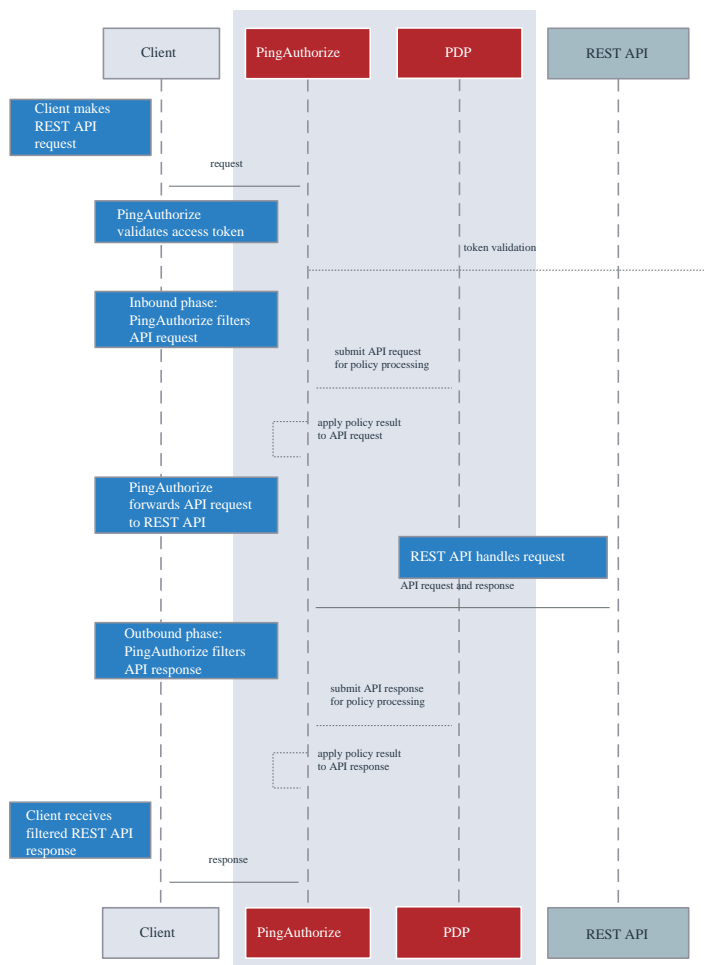 Client
PingAuthorize
PDP
REST API
Client makes
REST API
request
request
PingAuthorize
validates access token
token validation
Inbound phase:
PingAuthorize filters
API request
submit API request
for policy processing
apply policy result
to API request
PingAuthorize
forwards API request
to REST API
REST API handles request
API request and response
Outbound phase:
PingAuthorize filters
API response
submit API response
for policy processing
apply policy result
to API response
Client receives
filtered REST API
response
response
Client
PingAuthorize
PDP
REST API